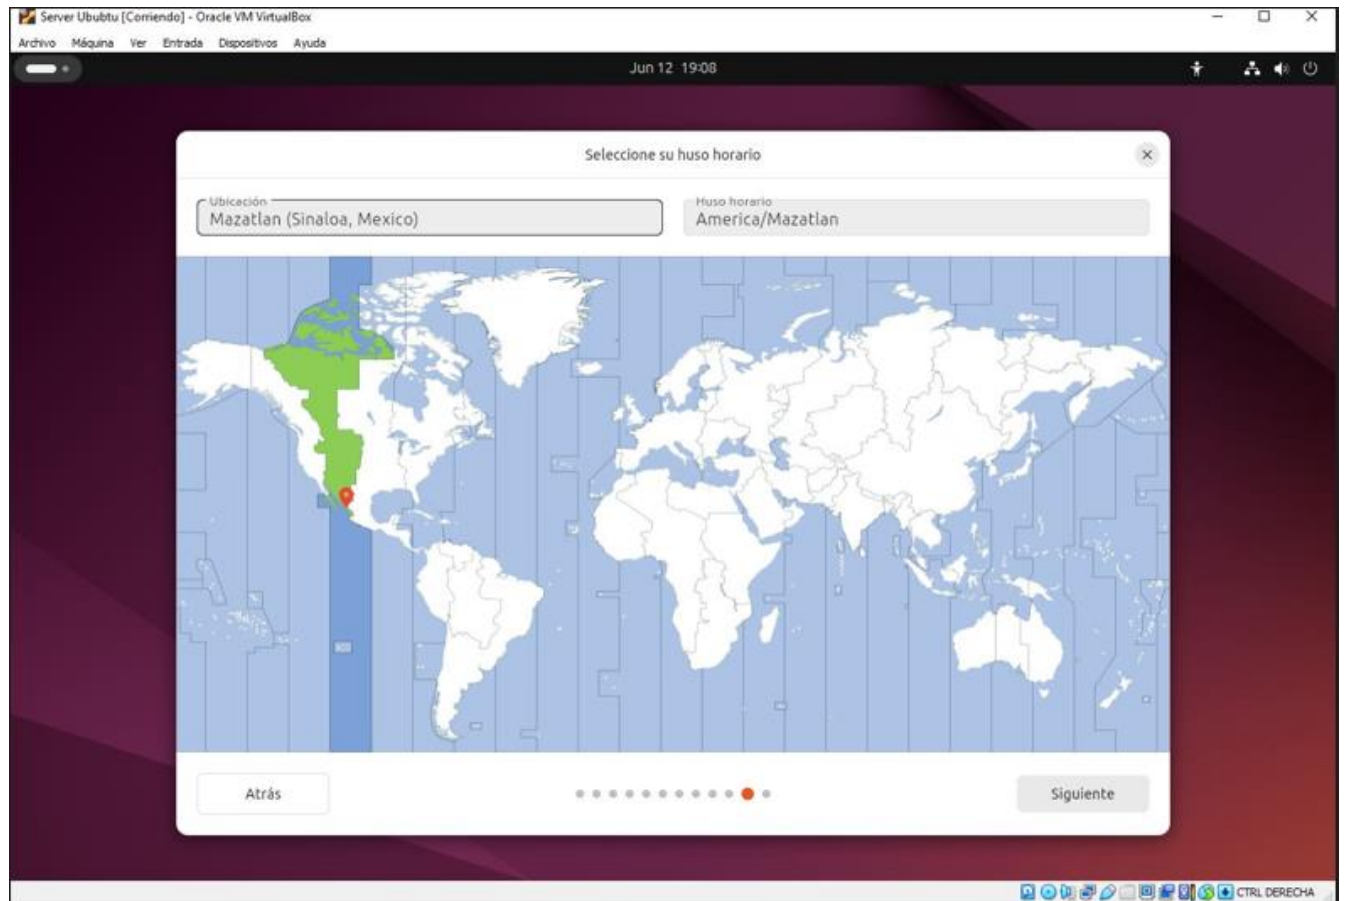 Server Ububtu [Corriendo] - Oracle VM VirtualBox
Archivo Máquina Ver Entrada Dispositivos Ayuda
Jun 12 19:08
Seleccione su huso horario
Ubicación
Mazatlan (Sinaloa, Mexico)
Huso horario
America/Mazatlan
Atrás
Siguiente
CTRL DERECHA